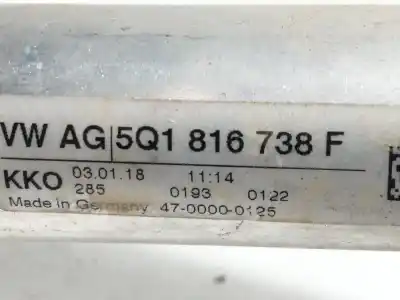 VW AG|5Q1 816 738 F
KKO 03.01.18 11:14
285 0193 0122
Made in Germany 47-0000-0125